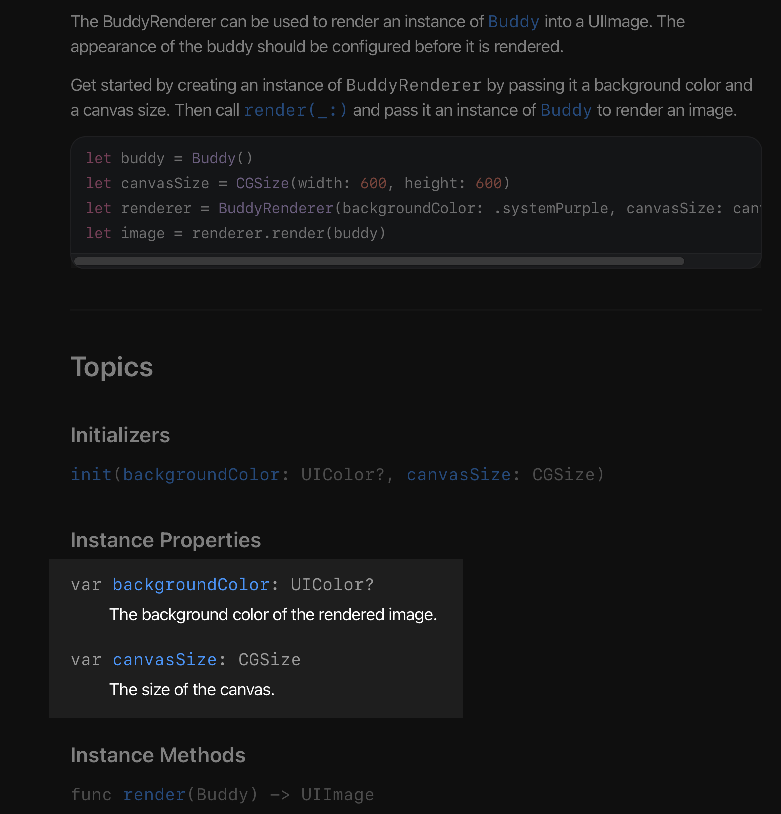 The BuddyRenderer can be used to render an instance of Buddy into a UIImage. The
appearance of the buddy should be configured before it is rendered.
Get started by creating an instance of BuddyRenderer by passing it a background color and
a canvas size. Then call render(_:) and pass it an instance of Buddy to render an image.
let buddy = Buddy()
let canvasSize = CGSize(width: 600, height: 600)
let renderer = BuddyRenderer(backgroundColor: .systemPurple, canvasSize: can
let image = renderer.render(buddy)
Topics
Initializers
init(backgroundColor: UIColor?, canvasSize: CGSize)
Instance Properties
var backgroundColor: UIColor?
The background color of the rendered image.
var canvasSize: CGSize
The size of the canvas.
Instance Methods
func render(Buddy) -> UIImage